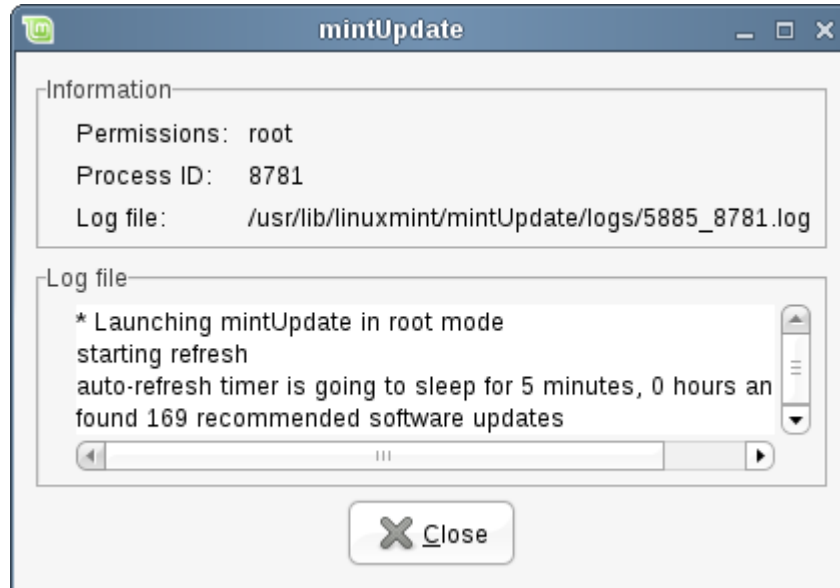 mintUpdate
Information
Permissions: root
Process ID: 8781
Log file: /usr/lib/linuxmint/mintUpdate/logs/5885_8781.log
Log file
* Launching mintUpdate in root mode
starting refresh
auto-refresh timer is going to sleep for 5 minutes, 0 hours an
found 169 recommended software updates
Close